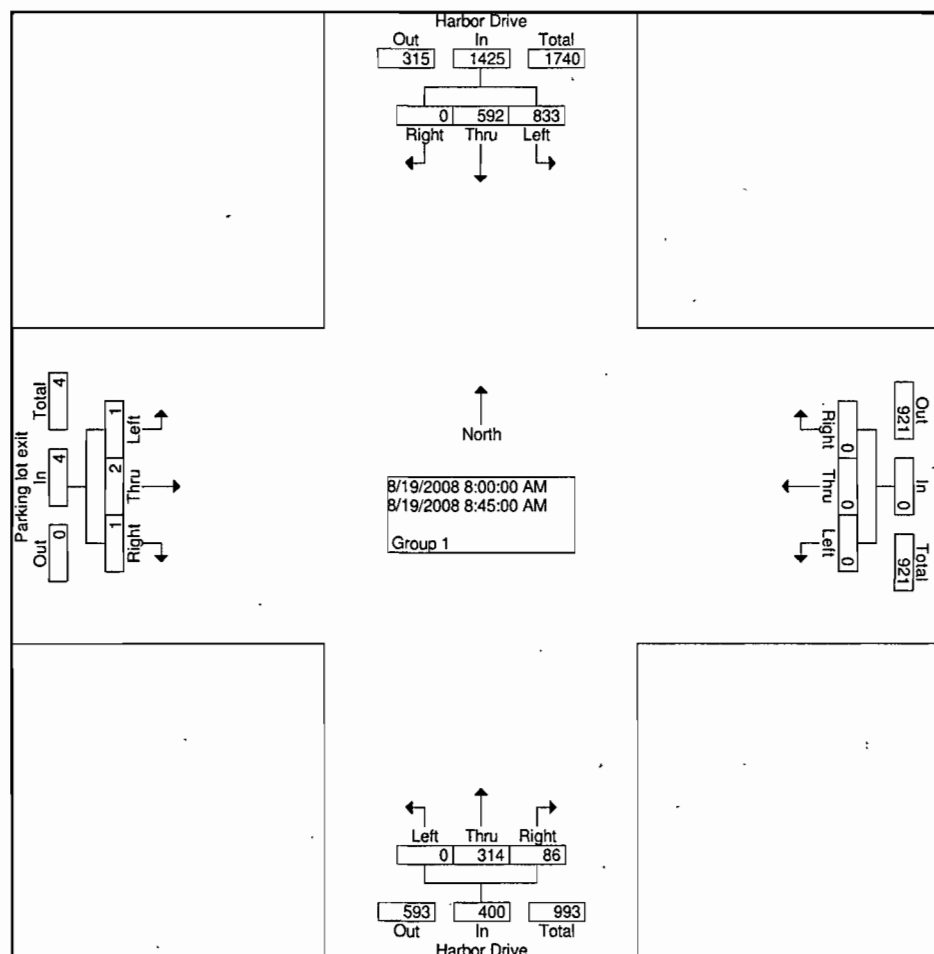 Harbor Drive
Out In Total
315 1425 1740
0 592 833
Right Thru Left
North
8/19/2008 8:00:00 AM
8/19/2008 8:45:00 AM
Group 1
Parking lot exit
Out In Total
0 4 4
Right Thru Left
1 2 1
Out In Total
921 0 921
Right Thru Left
0 0 0
Left Thru Right
0 314 86
593 400 993
Out In Total
Harbor Drive